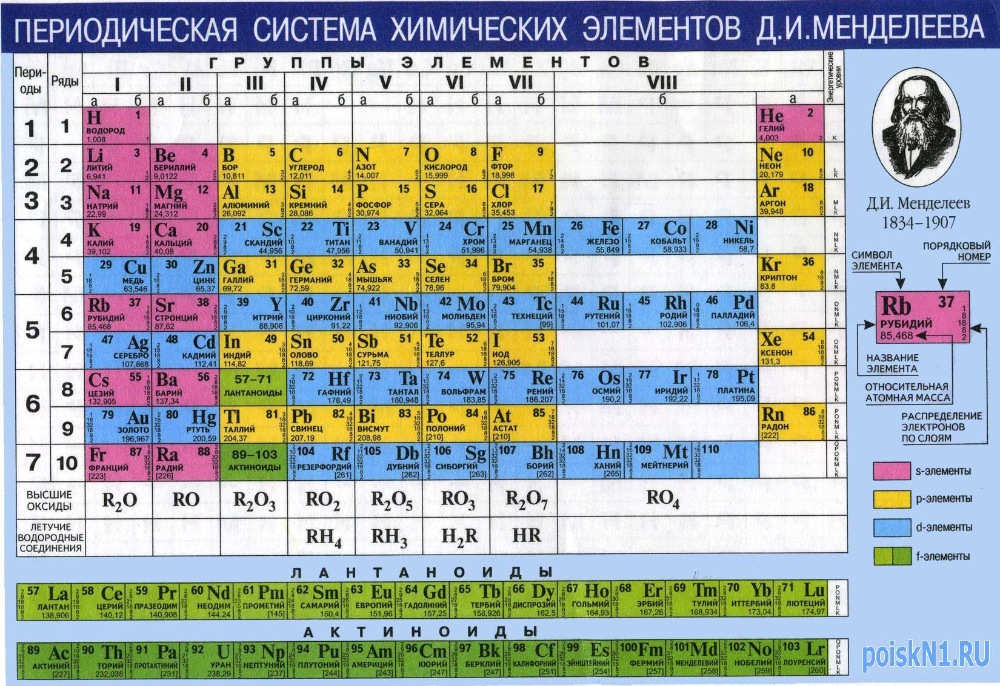 ПЕРИОДИЧЕСКАЯ СИСТЕМА ХИМИЧЕСКИХ ЭЛЕМЕНТОВ Д.И.МЕНДЕЛЕЕВА
Пери-
оды
Ряды
ГРУППЫ ЭЛЕМЕНТОВ
Энергетические
уровни
I II III IV V VI VII VIII
а б а б а б а б а б а б а б б а
1 1
H 1 ВОДОРОД 1,008
He 2 ГЕЛИЙ 4,003
K
2 2
Li 3 ЛИТИЙ 6,941
Be 4 БЕРИЛЛИЙ 9,0122
B 5 БОР 10,811
C 6 УГЛЕРОД 12,011
N 7 АЗОТ 14,007
O 8 КИСЛОРОД 15,999
F 9 ФТОР 18,998
Ne 10 НЕОН 20,179
L K
3 3
Na 11 НАТРИЙ 22,99
Mg 12 МАГНИЙ 24,312
Al 13 АЛЮМИНИЙ 26,092
Si 14 КРЕМНИЙ 28,086
P 15 ФОСФОР 30,974
S 16 СЕРА 32,064
Cl 17 ХЛОР 35,453
Ar 18 АРГОН 39,948
M L K
4 4
K 19 КАЛИЙ 39,102
Ca 20 КАЛЬЦИЙ 40,08
21 Sc СКАНДИЙ 44,956
22 Ti ТИТАН 47,956
23 V ВАНАДИЙ 50,941
24 Cr ХРОМ 51,996
25 Mn МАРГАНЕЦ 54,938
26 Fe ЖЕЛЕЗО 55,849
27 Co КОБАЛЬТ 58,933
28 Ni НИКЕЛЬ 58,7
N M L K
5
29 Cu МЕДЬ 63,546
30 Zn ЦИНК 65,37
Ga 31 ГАЛЛИЙ 69,72
Ge 32 ГЕРМАНИЙ 72,59
As 33 МЫШЬЯК 74,922
Se 34 СЕЛЕН 78,96
Br 35 БРОМ 79,904
Kr 36 КРИПТОН 83,8
N M L K
5 6
Rb 37 РУБИДИЙ 85,468
Sr 38 СТРОНЦИЙ 87,62
39 Y ИТТРИЙ 88,906
40 Zr ЦИРКОНИЙ 91,22
41 Nb НИОБИЙ 92,906
42 Mo МОЛИБДЕН 95,94
43 Tc ТЕХНЕЦИЙ [99]
44 Ru РУТЕНИЙ 101,07
45 Rh РОДИЙ 102,906
46 Pd ПАЛЛАДИЙ 106,4
O N M L K
7
47 Ag СЕРЕБРО 107,868
48 Cd КАДМИЙ 112,41
In 49 ИНДИЙ 114,82
Sn 50 ОЛОВО 118,69
Sb 51 СУРЬМА 121,75
Te 52 ТЕЛЛУР 127,6
I 53 ИОД 126,905
Xe 54 КСЕНОН 131,3
O N M L K
6 8
Cs 55 ЦЕЗИЙ 132,905
Ba 56 БАРИЙ 137,34
57–71 ЛАНТАНОИДЫ
72 Hf ГАФНИЙ 178,49
73 Ta ТАНТАЛ 180,948
74 W ВОЛЬФРАМ 183,85
75 Re РЕНИЙ 186,207
76 Os ОСМИЙ 190,2
77 Ir ИРИДИЙ 192,22
78 Pt ПЛАТИНА 195,09
P O N M L K
9
79 Au ЗОЛОТО 196,967
80 Hg РТУТЬ 200,59
Tl 81 ТАЛЛИЙ 204,37
Pb 82 СВИНЕЦ 207,19
Bi 83 ВИСМУТ 208,98
Po 84 ПОЛОНИЙ [210]
At 85 АСТАТ [210]
Rn 86 РАДОН [222]
P O N M L K
7 10
Fr 87 ФРАНЦИЙ [223]
Ra 88 РАДИЙ [226]
89–103 АКТИНОИДЫ
104 Rf РЕЗЕРФОРДИЙ [261]
105 Db ДУБНИЙ [262]
106 Sg СИБОРГИЙ [263]
107 Bh БОРИЙ [262]
108 Hn ХАНИЙ [265]
109 Mt МЕЙТНЕРИЙ
110
Q P O N M L K
ВЫСШИЕ
ОКСИДЫ
R₂O RO R₂O₃ RO₂ R₂O₅ RO₃ R₂O₇ RO₄
ЛЕТУЧИЕ
ВОДОРОДНЫЕ
СОЕДИНЕНИЯ
RH₄ RH₃ H₂R HR
ЛАНТАНОИДЫ
57 La ЛАНТАН 138,906
58 Ce ЦЕРИЙ 140,12
59 Pr ПРАЗЕОДИМ 140,908
60 Nd НЕОДИМ 144,24
61 Pm ПРОМЕТИЙ [145]
62 Sm САМАРИЙ 150,4
63 Eu ЕВРОПИЙ 151,96
64 Gd ГАДОЛИНИЙ 157,25
65 Tb ТЕРБИЙ 158,926
66 Dy ДИСПРОЗИЙ 162,5
67 Ho ГОЛЬМИЙ 164,93
68 Er ЭРБИЙ 167,26
69 Tm ТУЛИЙ 168,934
70 Yb ИТТЕРБИЙ 173,04
71 Lu ЛЮТЕЦИЙ 174,97
P O N M L K
АКТИНОИДЫ
89 Ac АКТИНИЙ [227]
90 Th ТОРИЙ 232,038
91 Pa ПРОТАКТИНИЙ [231]
92 U УРАН 238,29
93 Np НЕПТУНИЙ [237]
94 Pu ПЛУТОНИЙ [244]
95 Am АМЕРИЦИЙ [243]
96 Cm КЮРИЙ [247]
97 Bk БЕРКЛИЙ [247]
98 Cf КАЛИФОРНИЙ [251]
99 Es ЭЙНШТЕЙНИЙ [254]
100 Fm ФЕРМИЙ [257]
101 Md МЕНДЕЛЕВИЙ [258]
102 No НОБЕЛИЙ [259]
103 Lr ЛОУРЕНСИЙ [260]
Q P O N M L K
Д.И. Менделеев
1834–1907
СИМВОЛ
ЭЛЕМЕНТА
ПОРЯДКОВЫЙ
НОМЕР
Rb 37
РУБИДИЙ
85,468
1
8
18
8
2
НАЗВАНИЕ
ЭЛЕМЕНТА
ОТНОСИТЕЛЬНАЯ
АТОМНАЯ МАССА
РАСПРЕДЕЛЕНИЕ
ЭЛЕКТРОНОВ
ПО СЛОЯМ
s-элементы
p-элементы
d-элементы
f-элементы
poiskN1.RU